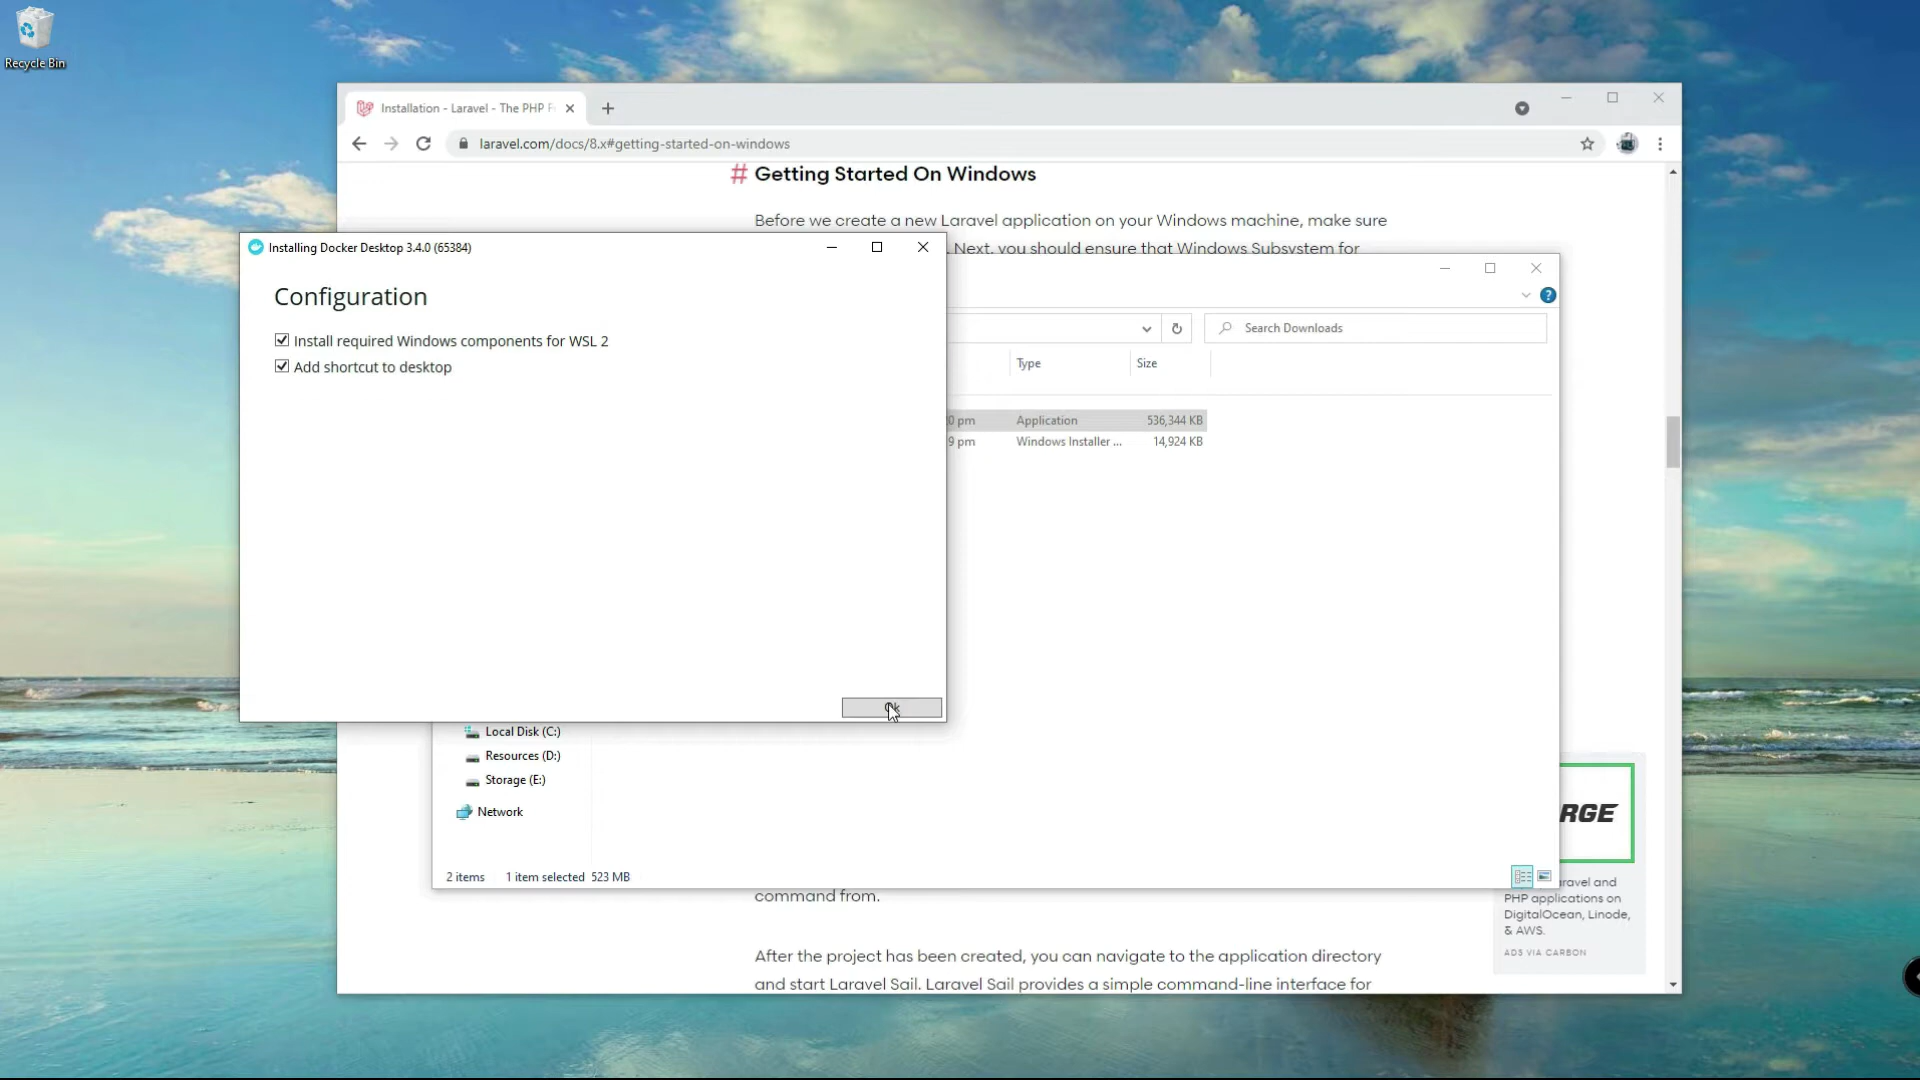 Recycle Bin
Installation - Laravel - The PHP F
laravel.com/docs/8.x#getting-started-on-windows
# Getting Started On Windows
Before we create a new Laravel application on your Windows machine, make sure
. Next, you should ensure that Windows Subsystem for
Installing Docker Desktop 3.4.0 (65384)
Configuration
Install required Windows components for WSL 2
Add shortcut to desktop
Ok
Search Downloads
Type
Size
0 pm
Application
536,344 KB
9 pm
Windows Installer ...
14,924 KB
Local Disk (C:)
Resources (D:)
Storage (E:)
Network
2 items
1 item selected 523 MB
command from.
After the project has been created, you can navigate to the application directory
and start Laravel Sail. Laravel Sail provides a simple command-line interface for
RGE
aravel and
PHP applications on
DigitalOcean, Linode,
& AWS.
ADS VIA CARBON